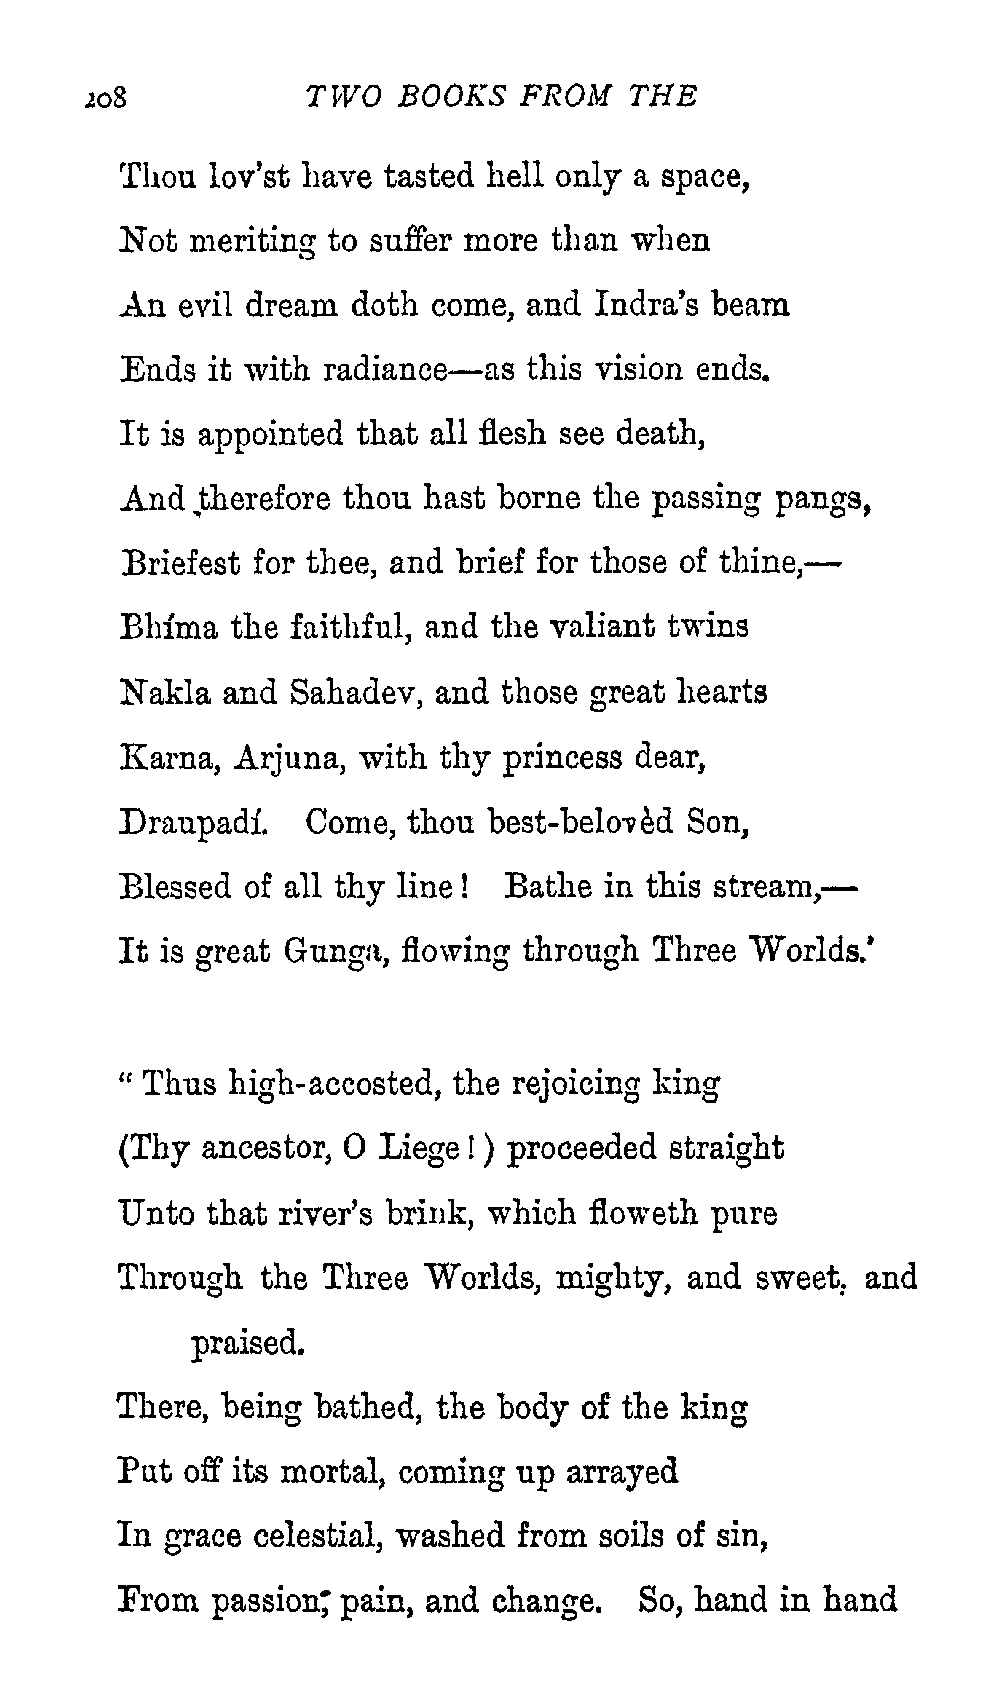 208 TWO BOOKS FROM THE
Thou lov'st have tasted hell only a space,
Not meriting to suffer more than when
An evil dream doth come, and Indra's beam
Ends it with radiance—as this vision ends.
It is appointed that all flesh see death,
And therefore thou hast borne the passing pangs,
Briefest for thee, and brief for those of thine,—
Bhíma the faithful, and the valiant twins
Nakla and Sahadev, and those great hearts
Karna, Arjuna, with thy princess dear,
Draupadí. Come, thou best-belovèd Son,
Blessed of all thy line! Bathe in this stream,—
It is great Gunga, flowing through Three Worlds.'
“Thus high-accosted, the rejoicing king
(Thy ancestor, O Liege!) proceeded straight
Unto that river's brink, which floweth pure
Through the Three Worlds, mighty, and sweet, and
praised.
There, being bathed, the body of the king
Put off its mortal, coming up arrayed
In grace celestial, washed from soils of sin,
From passion, pain, and change. So, hand in hand